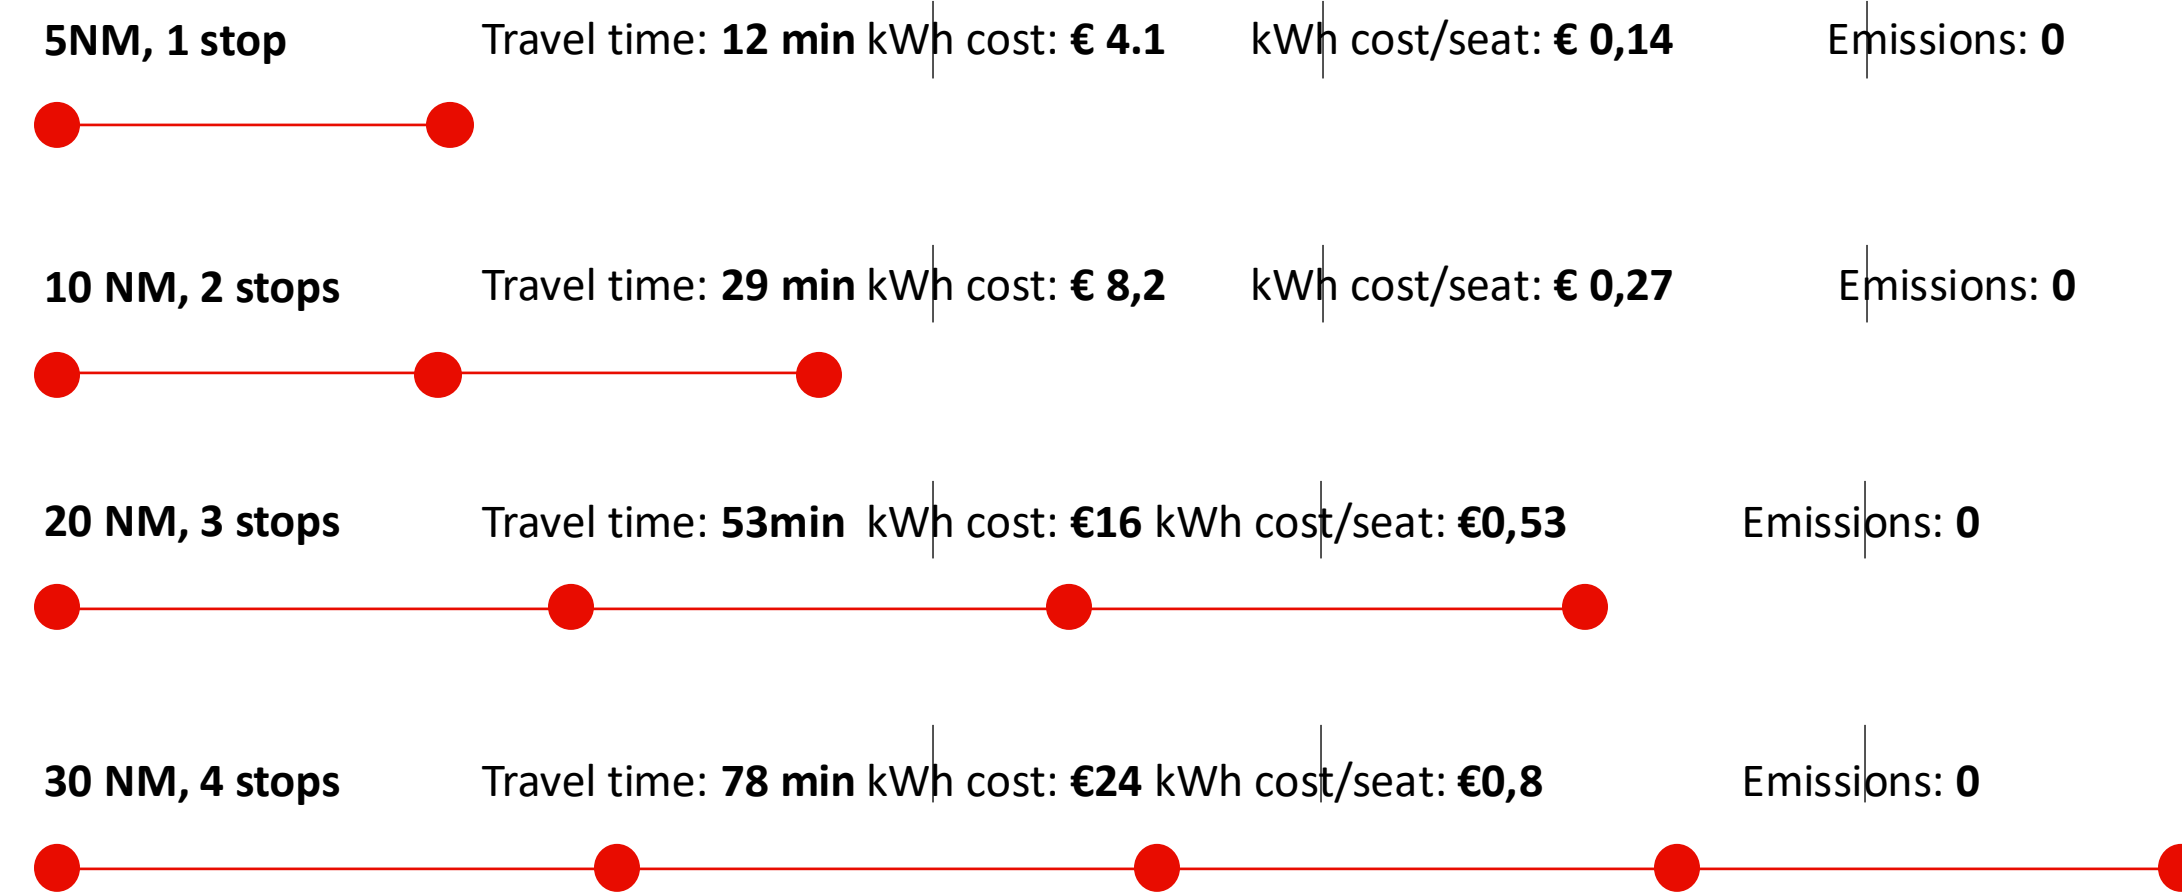 5NM, 1 stop Travel time: 12 min kWh cost: € 4.1 kWh cost/seat: € 0,14 Emissions: 0
10 NM, 2 stops Travel time: 29 min kWh cost: € 8,2 kWh cost/seat: € 0,27 Emissions: 0
20 NM, 3 stops Travel time: 53min kWh cost: €16 kWh cost/seat: €0,53 Emissions: 0
30 NM, 4 stops Travel time: 78 min kWh cost: €24 kWh cost/seat: €0,8 Emissions: 0